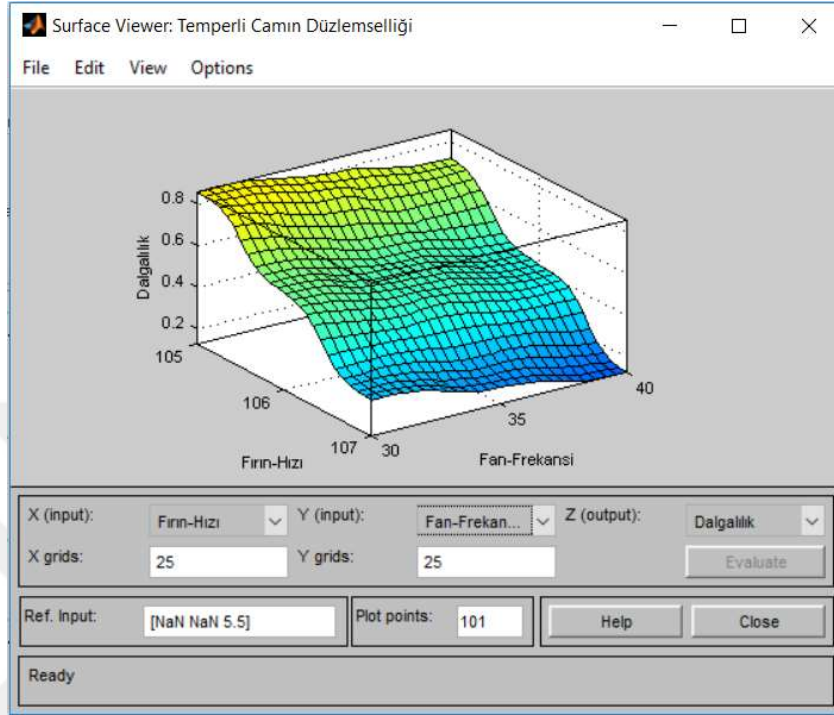 Surface Viewer: Temperli Camın Düzlemselliği
File Edit View Options
0.8
0.6
0.4
0.2
Dalgalılık
105
106
107
30
35
40
Fırın-Hızı
Fan-Frekansi
X (input): Fırın-Hızı Y (input): Fan-Frekan... Z (output): Dalgalılık
X grids: 25 Y grids: 25 Evaluate
Ref. Input: [NaN NaN 5.5] Plot points: 101 Help Close
Ready